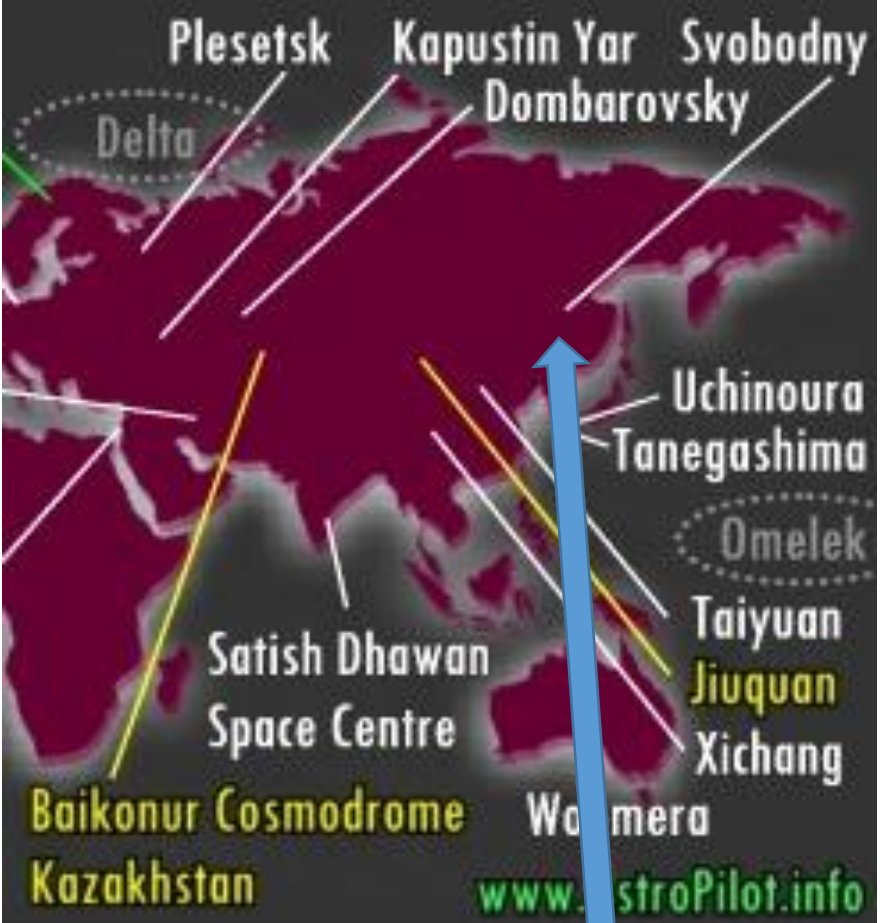 Plesetsk Kapustin Yar Svobodny
Dombarovsky
Delta
Uchinoura
Tanegashima
Omelek
Taiyuan
Satish Dhawan
Space Centre
Jiuquan
Xichang
Baikonur Cosmodrome
Kazakhstan